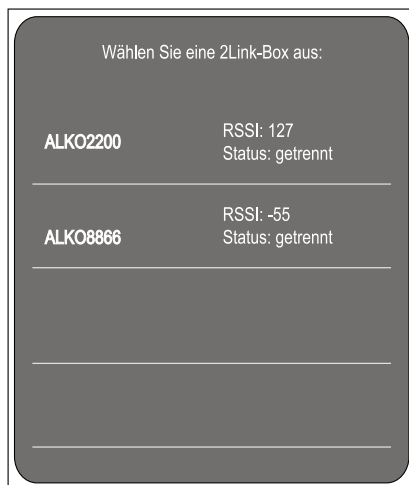 Wählen Sie eine 2Link-Box aus:
ALKO2200
RSSI: 127
Status: getrennt
ALKO8866
RSSI: -55
Status: getrennt